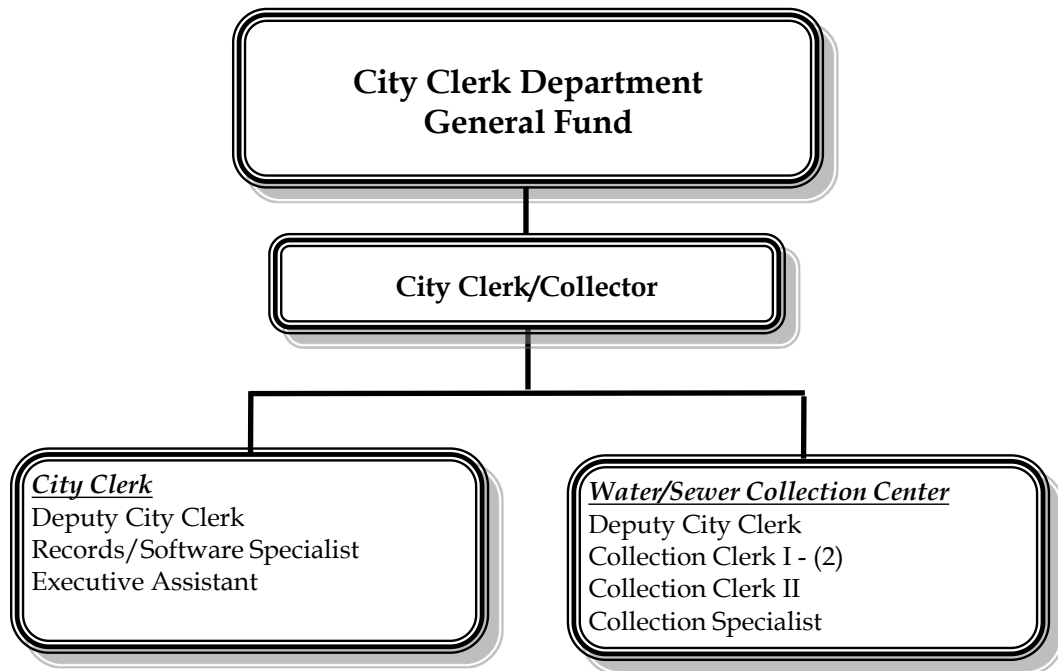 City Clerk Department
General Fund
City Clerk/Collector
City Clerk
Deputy City Clerk
Records/Software Specialist
Executive Assistant
Water/Sewer Collection Center
Deputy City Clerk
Collection Clerk I - (2)
Collection Clerk II
Collection Specialist